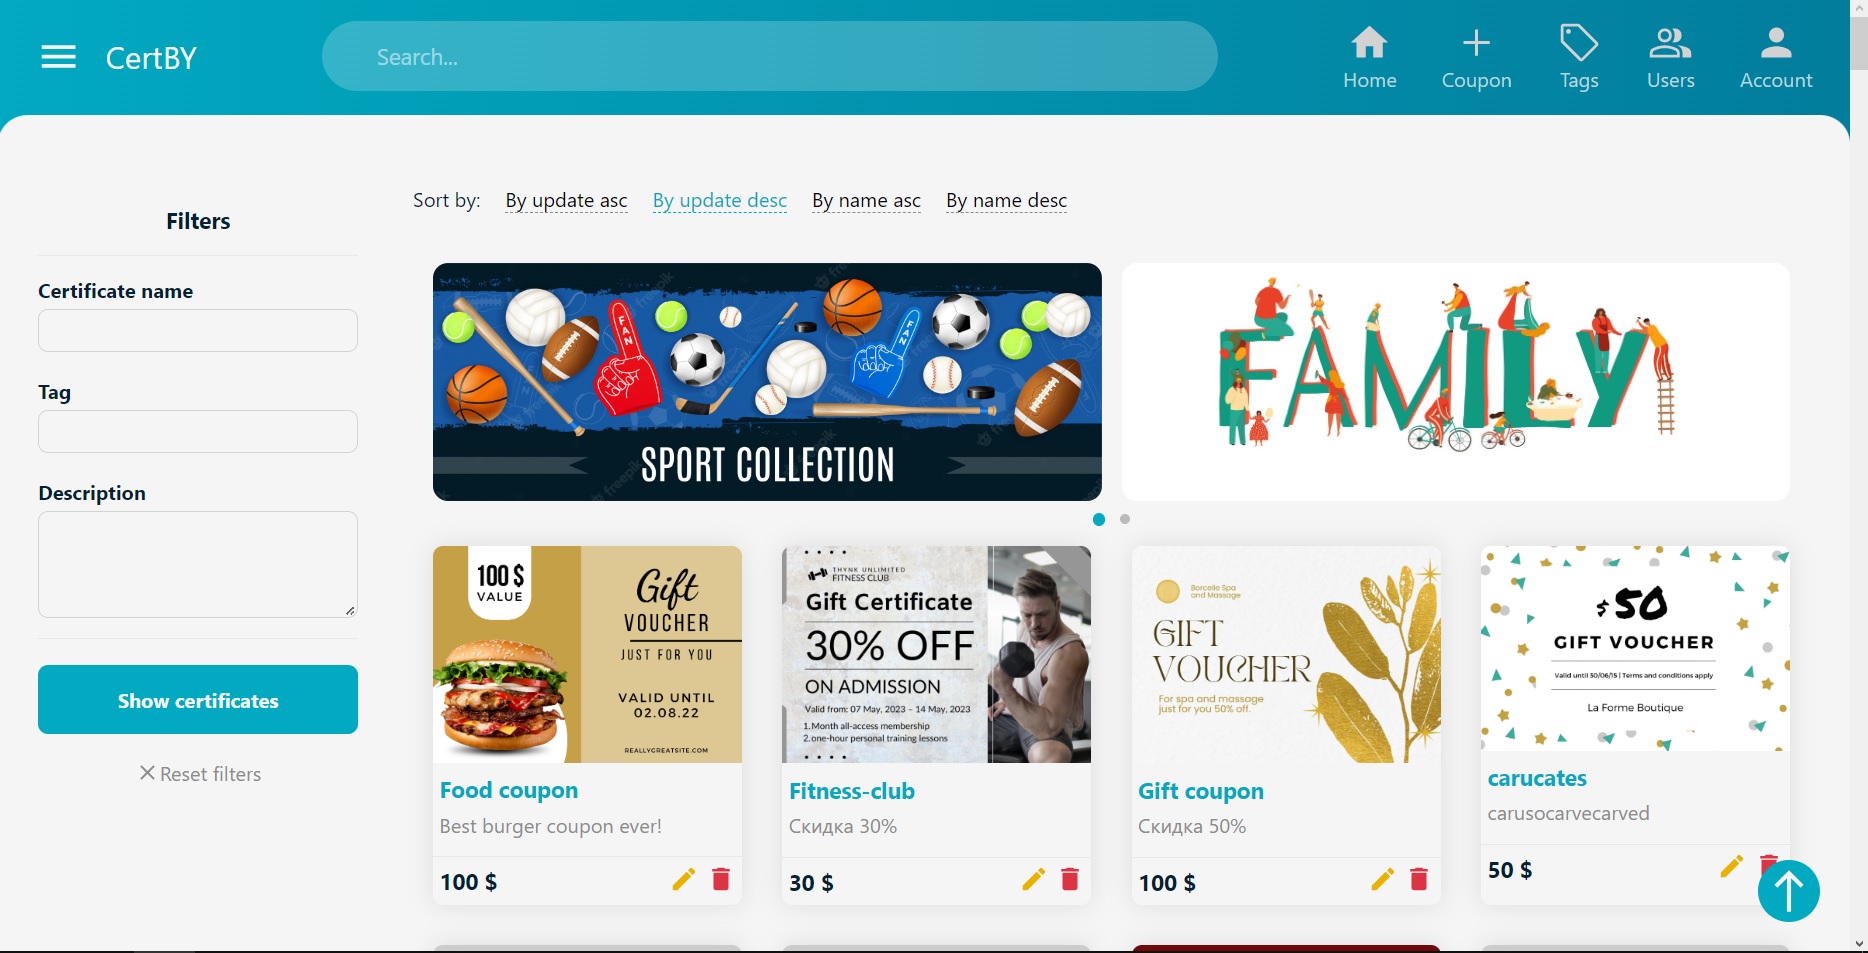 CertBY
Search...
Home
Coupon
Tags
Users
Account
Filters
Certificate name
Tag
Description
Show certificates
Reset filters
Sort by:
By update asc
By update desc
By name asc
By name desc
FAN
FAN
SPORT COLLECTION
FAMILY
100 $
VALUE
Gift
VOUCHER
JUST FOR YOU
VALID UNTIL
02.08.22
REALLYGREATSITE.COM
Food coupon
Best burger coupon ever!
100 $
THYNK UNLIMITED
FITNESS CLUB
Gift Certificate
30% OFF
ON ADMISSION
Valid from: 07 May, 2023 - 14 May, 2023
1.Month all-access membership
2.one-hour personal training lessons
Fitness-club
Скидка 30%
30 $
Borcelle Spa
and Massage
GIFT
VOUCHER
For spa and massage
just for you 50% off.
Gift coupon
Скидка 50%
100 $
$50
GIFT VOUCHER
Valid until 30/06/15 | Terms and conditions apply
La Forme Boutique
carucates
carusocarvecarved
50 $